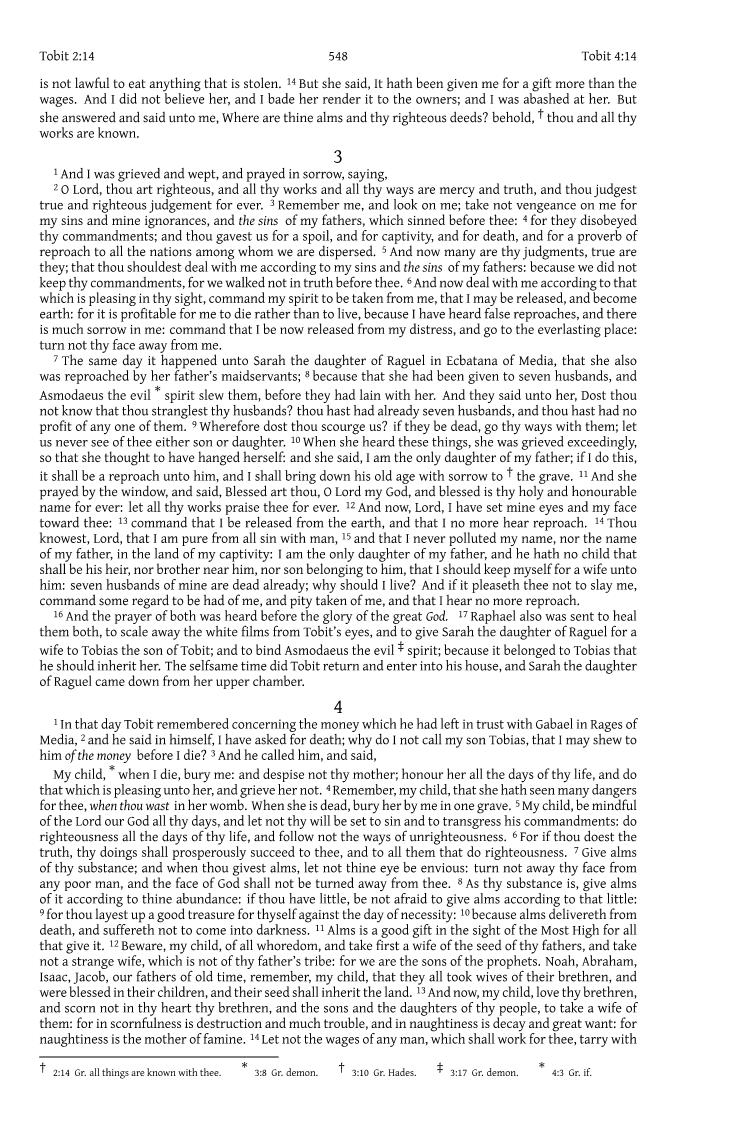 Tobit 2:14 548 Tobit 4:14
is not lawful to eat anything that is stolen. 14 But she said, It hath been given me for a gift more than the
wages. And I did not believe her, and I bade her render it to the owners; and I was abashed at her. But
she answered and said unto me, Where are thine alms and thy righteous deeds? behold, † thou and all thy
works are known.
3
1 And I was grieved and wept, and prayed in sorrow, saying,
2 O Lord, thou art righteous, and all thy works and all thy ways are mercy and truth, and thou judgest
true and righteous judgement for ever. 3 Remember me, and look on me; take not vengeance on me for
my sins and mine ignorances, and the sins of my fathers, which sinned before thee: 4 for they disobeyed
thy commandments; and thou gavest us for a spoil, and for captivity, and for death, and for a proverb of
reproach to all the nations among whom we are dispersed. 5 And now many are thy judgments, true are
they; that thou shouldest deal with me according to my sins and the sins of my fathers: because we did not
keep thy commandments, for we walked not in truth before thee. 6 And now deal with me according to that
which is pleasing in thy sight, command my spirit to be taken from me, that I may be released, and become
earth: for it is profitable for me to die rather than to live, because I have heard false reproaches, and there
is much sorrow in me: command that I be now released from my distress, and go to the everlasting place:
turn not thy face away from me.
7 The same day it happened unto Sarah the daughter of Raguel in Ecbatana of Media, that she also
was reproached by her father's maidservants; 8 because that she had been given to seven husbands, and
Asmodaeus the evil * spirit slew them, before they had lain with her. And they said unto her, Dost thou
not know that thou stranglest thy husbands? thou hast had already seven husbands, and thou hast had no
profit of any one of them. 9 Wherefore dost thou scourge us? if they be dead, go thy ways with them; let
us never see of thee either son or daughter. 10 When she heard these things, she was grieved exceedingly,
so that she thought to have hanged herself: and she said, I am the only daughter of my father; if I do this,
it shall be a reproach unto him, and I shall bring down his old age with sorrow to † the grave. 11 And she
prayed by the window, and said, Blessed art thou, O Lord my God, and blessed is thy holy and honourable
name for ever: let all thy works praise thee for ever. 12 And now, Lord, I have set mine eyes and my face
toward thee: 13 command that I be released from the earth, and that I no more hear reproach. 14 Thou
knowest, Lord, that I am pure from all sin with man, 15 and that I never polluted my name, nor the name
of my father, in the land of my captivity: I am the only daughter of my father, and he hath no child that
shall be his heir, nor brother near him, nor son belonging to him, that I should keep myself for a wife unto
him: seven husbands of mine are dead already; why should I live? And if it pleaseth thee not to slay me,
command some regard to be had of me, and pity taken of me, and that I hear no more reproach.
16 And the prayer of both was heard before the glory of the great God. 17 Raphael also was sent to heal
them both, to scale away the white films from Tobit's eyes, and to give Sarah the daughter of Raguel for a
wife to Tobias the son of Tobit; and to bind Asmodaeus the evil ‡ spirit; because it belonged to Tobias that
he should inherit her. The selfsame time did Tobit return and enter into his house, and Sarah the daughter
of Raguel came down from her upper chamber.
4
1 In that day Tobit remembered concerning the money which he had left in trust with Gabael in Rages of
Media, 2 and he said in himself, I have asked for death; why do I not call my son Tobias, that I may shew to
him of the money before I die? 3 And he called him, and said,
My child, * when I die, bury me: and despise not thy mother; honour her all the days of thy life, and do
that which is pleasing unto her, and grieve her not. 4 Remember, my child, that she hath seen many dangers
for thee, when thou wast in her womb. When she is dead, bury her by me in one grave. 5 My child, be mindful
of the Lord our God all thy days, and let not thy will be set to sin and to transgress his commandments: do
righteousness all the days of thy life, and follow not the ways of unrighteousness. 6 For if thou doest the
truth, thy doings shall prosperously succeed to thee, and to all them that do righteousness. 7 Give alms
of thy substance; and when thou givest alms, let not thine eye be envious: turn not away thy face from
any poor man, and the face of God shall not be turned away from thee. 8 As thy substance is, give alms
of it according to thine abundance: if thou have little, be not afraid to give alms according to that little:
9 for thou layest up a good treasure for thyself against the day of necessity: 10 because alms delivereth from
death, and suffereth not to come into darkness. 11 Alms is a good gift in the sight of the Most High for all
that give it. 12 Beware, my child, of all whoredom, and take first a wife of the seed of thy fathers, and take
not a strange wife, which is not of thy father's tribe: for we are the sons of the prophets. Noah, Abraham,
Isaac, Jacob, our fathers of old time, remember, my child, that they all took wives of their brethren, and
were blessed in their children, and their seed shall inherit the land. 13 And now, my child, love thy brethren,
and scorn not in thy heart thy brethren, and the sons and the daughters of thy people, to take a wife of
them: for in scornfulness is destruction and much trouble, and in naughtiness is decay and great want: for
naughtiness is the mother of famine. 14 Let not the wages of any man, which shall work for thee, tarry with
† 2:14 Gr. all things are known with thee. * 3:8 Gr. demon. † 3:10 Gr. Hades. ‡ 3:17 Gr. demon. * 4:3 Gr. if.